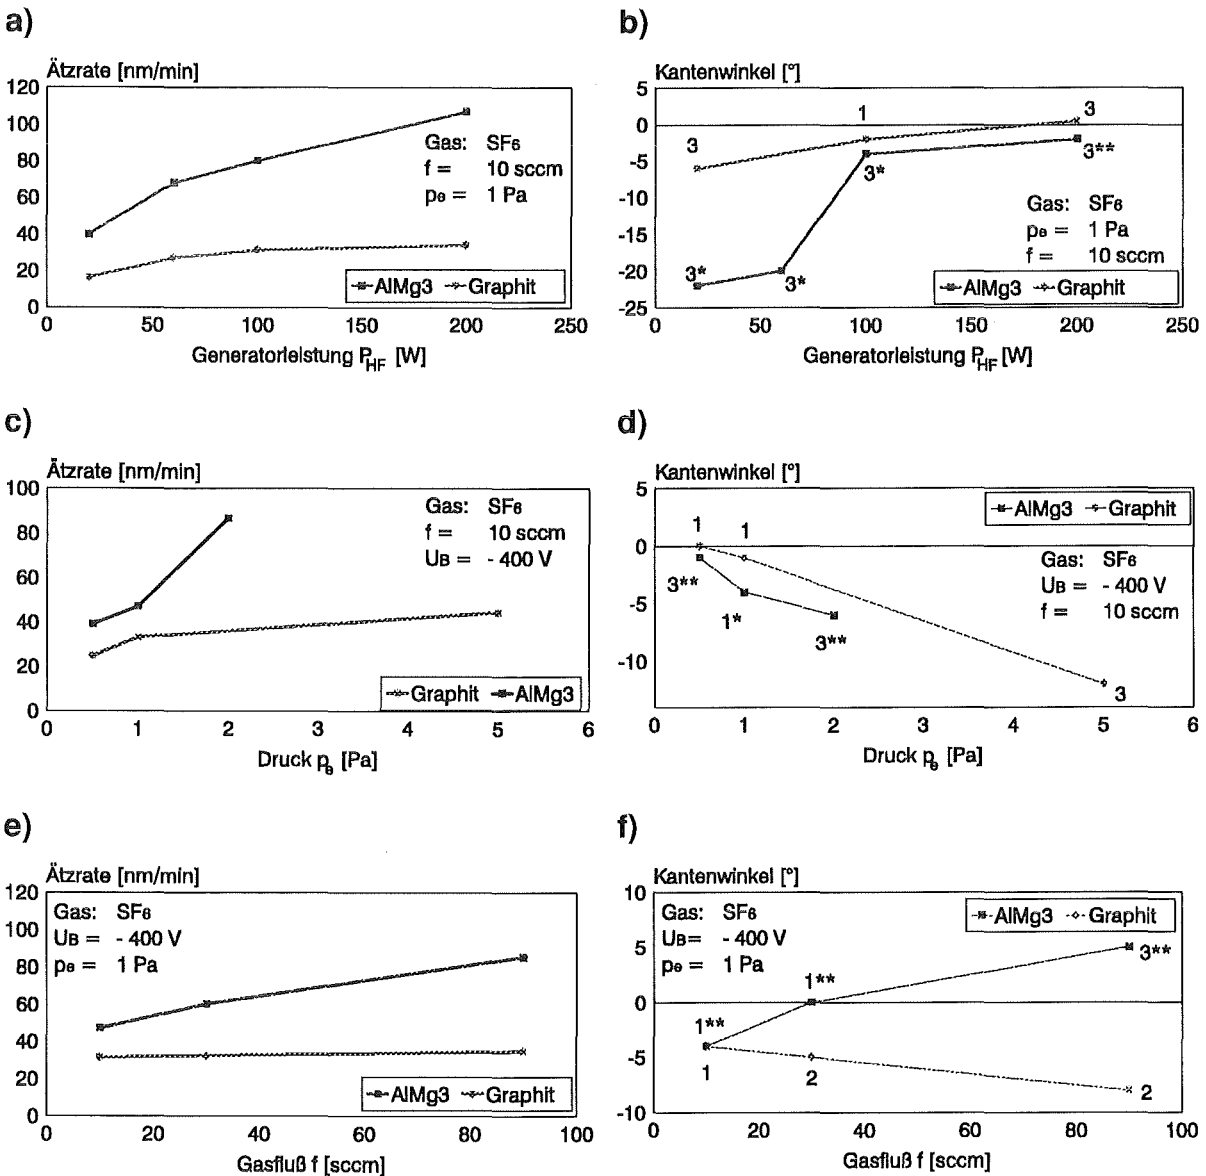 a)
Ätzrate [nm/min]
120
100
80
60
40
20
0
Gas: SF6
f = 10 sccm
pe = 1 Pa
AlMg3 Graphit
0 50 100 150 200 250
Generatorleistung PHF [W]
b)
Kantenwinkel [°]
5
0
-5
-10
-15
-20
-25
3
1
3
3*
3*
3*
3**
Gas: SF6
pe = 1 Pa
f = 10 sccm
AlMg3 Graphit
0 50 100 150 200 250
Generatorleistung PHF [W]
c)
Ätzrate [nm/min]
100
80
60
40
20
0
Gas: SF6
f = 10 sccm
UB = - 400 V
Graphit AlMg3
0 1 2 3 4 5 6
Druck pe [Pa]
d)
Kantenwinkel [°]
5
0
-5
-10
AlMg3 Graphit
1
1
3**
1*
3**
3
Gas: SF6
UB = - 400 V
f = 10 sccm
0 1 2 3 4 5 6
Druck pe [Pa]
e)
Ätzrate [nm/min]
120
100
80
60
40
20
0
Gas: SF6
UB = - 400 V
pe = 1 Pa
AlMg3 Graphit
0 20 40 60 80 100
Gasfluß f [sccm]
f)
Kantenwinkel [°]
10
5
0
-5
-10
Gas: SF6
UB= - 400 V
pe = 1 Pa
AlMg3 Graphit
1**
1**
3**
1
2
2
0 20 40 60 80 100
Gasfluß f [sccm]